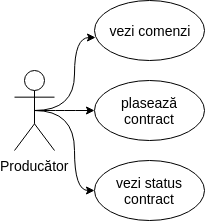 vezi comenzi
plasează
contract
Producător
vezi status
contract